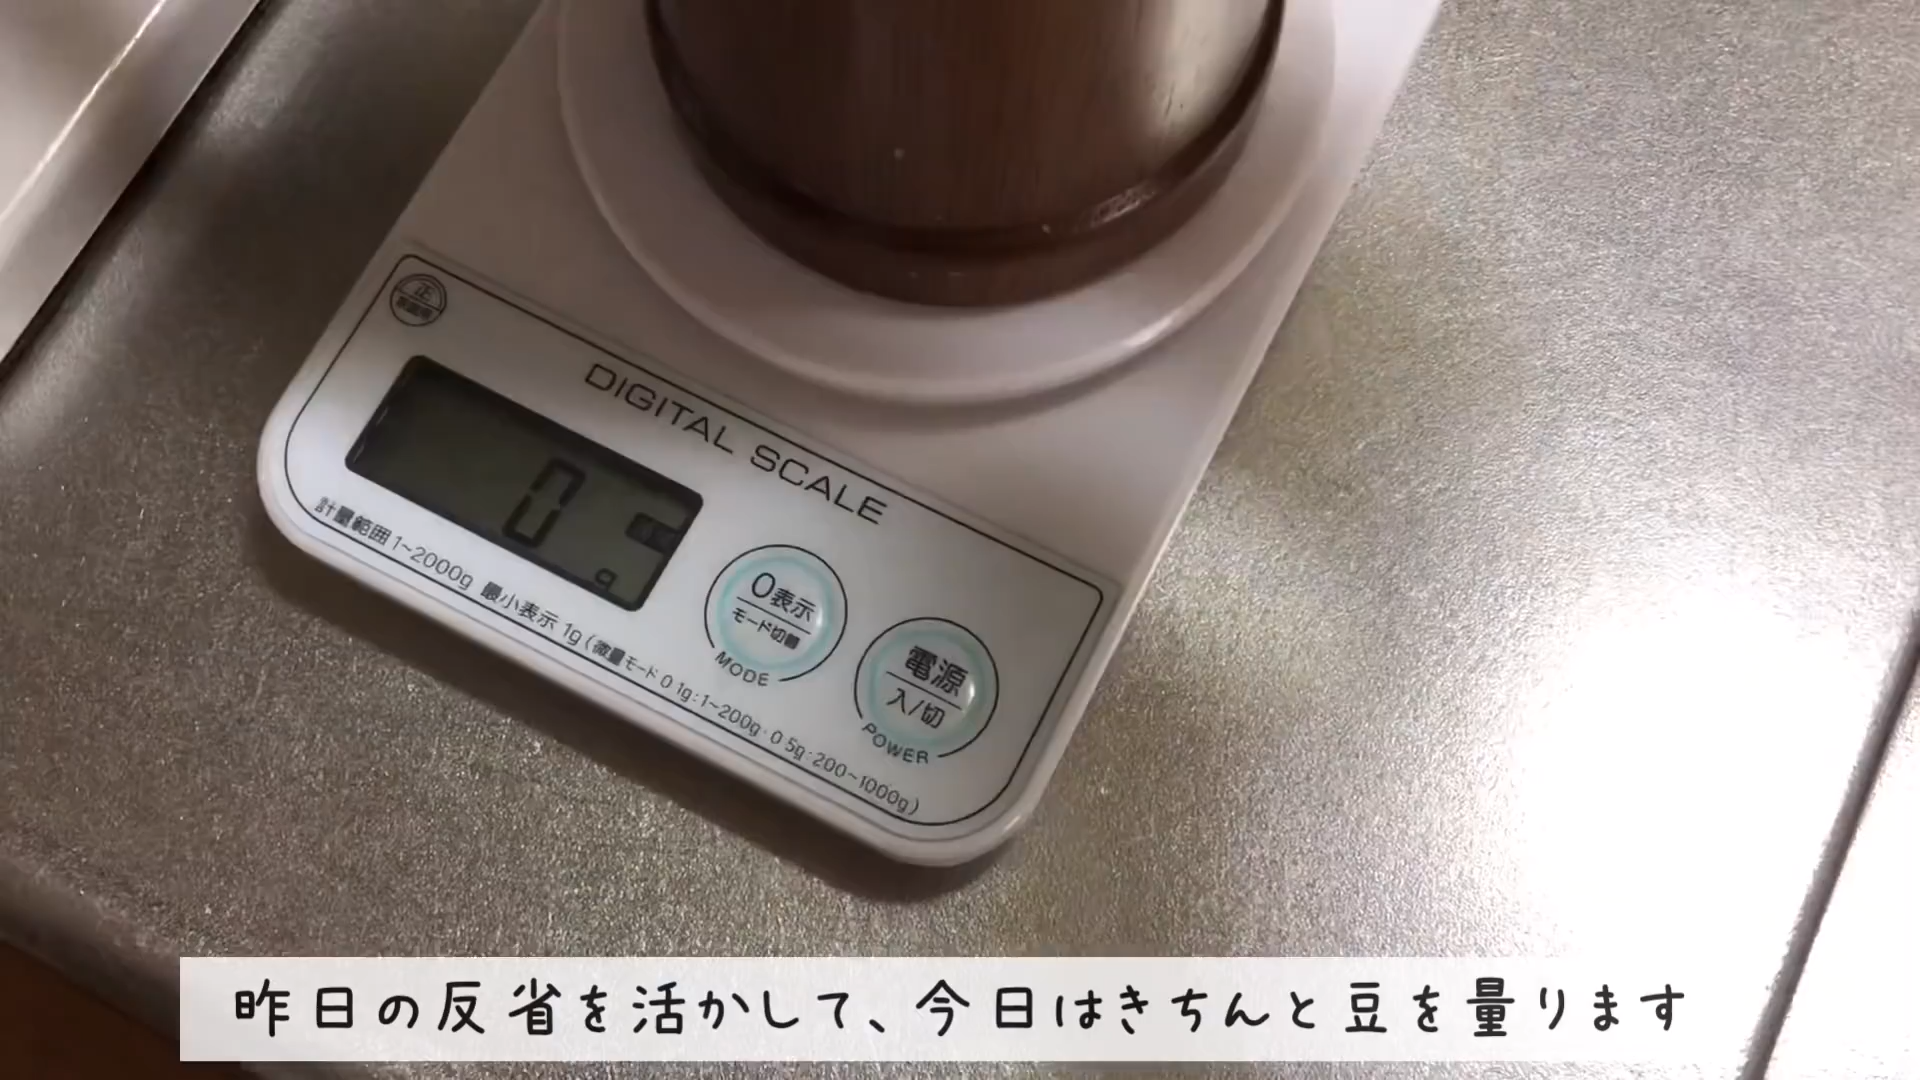 正
DIGITAL SCALE
0
g
計量範囲 1~2000g 最小表示 1g (微量モード 0.1g:1~200g・0.5g:200~1000g)
0表示
モード切替
MODE
電源
入/切
POWER
昨日の反省を活かして、今日はきちんと豆を量ります